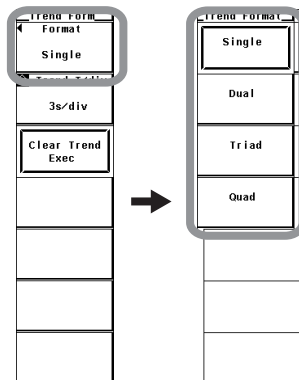 Trend Form
Format
Single
Trend T/div
3s/div
Clear Trend
Exec
Trend Format
Single
Dual
Triad
Quad